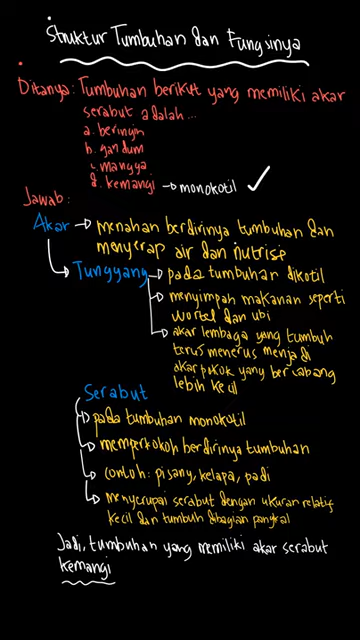 Struktur Tumbuhan dan Fungsinya
Ditanya: Tumbuhan berikut yang memiliki akar
serabut adalah...
a. beringin
b. gandum
c. mangga
d. kemangi → monokotil ✓
Jawab:
Akar → menahan berdirinya tumbuhan dan
menyerap air dan nutrisi
Tunggang → pada tumbuhan dikotil
→ menyimpah makanan seperti
wortel dan ubi
→ akar lembaga yang tumbuh
terus menerus menjadi
akar pokok yang bercabang
lebih kecil
Serabut
→ pada tumbuhan monokotil
→ memperkokoh berdirinya tumbuhan
→ contoh: pisang, kelapa, padi
→ menyerupai serabut dengan ukuran relatif
kecil dan tumbuh dibagian pangkal
Jadi, tumbuhan yang memiliki akar serabut
kemangi